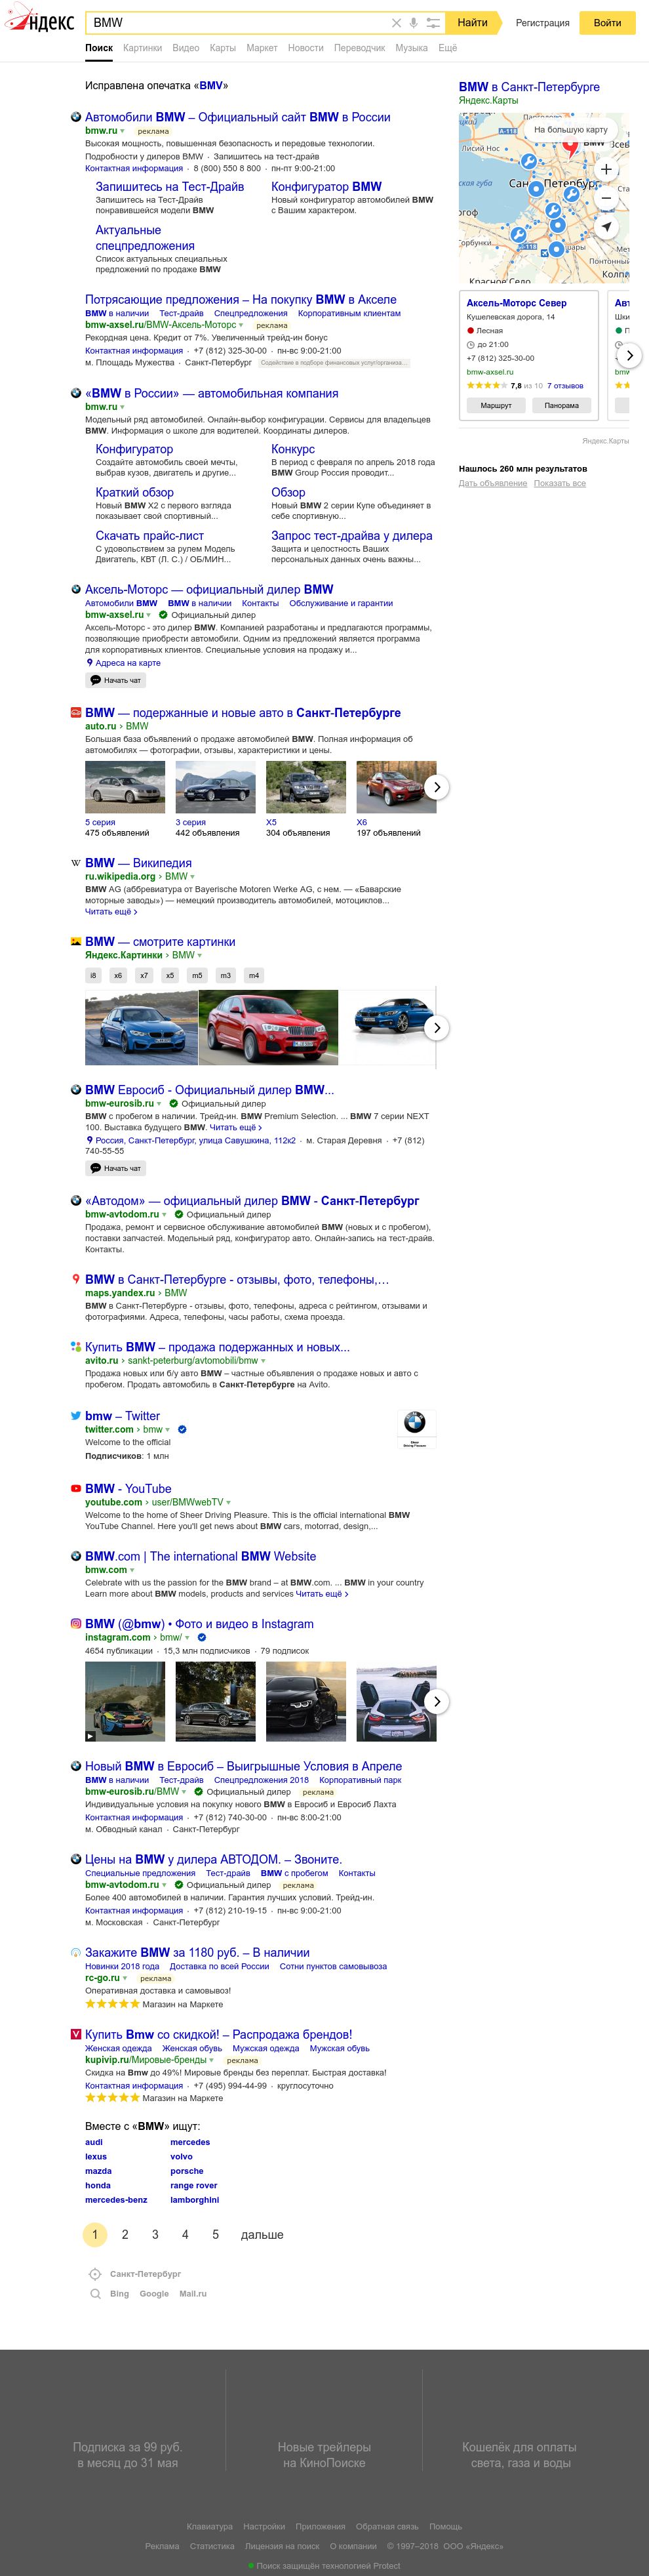 Яндекс
BMW
Найти
Регистрация
Войти
Поиск Картинки Видео Карты Маркет Новости Переводчик Музыка Ещё
Исправлена опечатка «BMV»
Автомобили BMW – Официальный сайт BMW в России
bmw.ru реклама
Высокая мощность, повышенная безопасность и передовые технологии.
Подробности у дилеров BMW · Запишитесь на тест-драйв
Контактная информация · 8 (800) 550 8 800 · пн-пт 9:00-21:00
Запишитесь на Тест-Драйв
Запишитесь на Тест-Драйв
понравившейся модели BMW
Конфигуратор BMW
Новый конфигуратор автомобилей BMW
с Вашим характером.
Актуальные
спецпредложения
Список актуальных специальных
предложений по продаже BMW
Потрясающие предложения – На покупку BMW в Акселе
BMW в наличии Тест-драйв Спецпредложения Корпоративным клиентам
bmw-axsel.ru/BMW-Аксель-Моторс реклама
Рекордная цена. Кредит от 7%. Увеличенный трейд-ин бонус
Контактная информация · +7 (812) 325-30-00 · пн-вс 9:00-21:00
м. Площадь Мужества · Санкт-Петербург Содействие в подборе финансовых услуг/организа...
«BMW в России» — автомобильная компания
bmw.ru
Модельный ряд автомобилей. Онлайн-выбор конфигурации. Сервисы для владельцев
BMW. Информация о школе для водителей. Координаты дилеров.
Конфигуратор
Создайте автомобиль своей мечты,
выбрав кузов, двигатель и другие...
Конкурс
В период с февраля по апрель 2018 года
BMW Group Россия проводит...
Краткий обзор
Новый BMW X2 с первого взгляда
показывает свой спортивный...
Обзор
Новый BMW 2 серии Купе объединяет в
себе спортивную...
Скачать прайс-лист
С удовольствием за рулем Модель
Двигатель, КВТ (Л. С.) / ОБ/МИН...
Запрос тест-драйва у дилера
Защита и целостность Ваших
персональных данных очень важны...
Аксель-Моторс — официальный дилер BMW
Автомобили BMW BMW в наличии Контакты Обслуживание и гарантии
bmw-axsel.ru Официальный дилер
Аксель-Моторс - это дилер BMW. Компанией разработаны и предлагаются программы,
позволяющие приобрести автомобили. Одним из предложений является программа
для корпоративных клиентов. Специальные условия на продажу и...
Адреса на карте
Начать чат
BMW — подержанные и новые авто в Санкт-Петербурге
auto.ru › BMW
Большая база объявлений о продаже автомобилей BMW. Полная информация об
автомобилях — фотографии, отзывы, характеристики и цены.
5 серия 3 серия X5 X6
475 объявлений 442 объявления 304 объявления 197 объявлений
BMW — Википедия
ru.wikipedia.org › BMW
BMW AG (аббревиатура от Bayerische Motoren Werke AG, с нем. — «Баварские
моторные заводы») — немецкий производитель автомобилей, мотоциклов...
Читать ещё ›
BMW — смотрите картинки
Яндекс.Картинки › BMW
i8 x6 x7 x5 m5 m3 m4
BMW Евросиб - Официальный дилер BMW...
bmw-eurosib.ru Официальный дилер
BMW с пробегом в наличии. Трейд-ин. BMW Premium Selection. ... BMW 7 серии NEXT
100. Выставка будущего BMW. Читать ещё ›
Россия, Санкт-Петербург, улица Савушкина, 112к2 · м. Старая Деревня · +7 (812)
740-55-55
Начать чат
«Автодом» — официальный дилер BMW - Санкт-Петербург
bmw-avtodom.ru Официальный дилер
Продажа, ремонт и сервисное обслуживание автомобилей BMW (новых и с пробегом),
поставки запчастей. Модельный ряд, конфигуратор авто. Онлайн-запись на тест-драйв.
Контакты.
BMW в Санкт-Петербурге - отзывы, фото, телефоны,…
maps.yandex.ru › BMW
BMW в Санкт-Петербурге - отзывы, фото, телефоны, адреса с рейтингом, отзывами и
фотографиями. Адреса, телефоны, часы работы, схема проезда.
Купить BMW – продажа подержанных и новых...
avito.ru › sankt-peterburg/avtomobili/bmw
Продажа новых или б/у авто BMW – частные объявления о продаже новых и авто с
пробегом. Продать автомобиль в Санкт-Петербурге на Avito.
bmw – Twitter
twitter.com › bmw
Welcome to the official
Подписчиков: 1 млн
BMW - YouTube
youtube.com › user/BMWwebTV
Welcome to the home of Sheer Driving Pleasure. This is the official international BMW
YouTube Channel. Here you'll get news about BMW cars, motorrad, design,...
BMW.com | The international BMW Website
bmw.com
Celebrate with us the passion for the BMW brand – at BMW.com. ... BMW in your country
Learn more about BMW models, products and services Читать ещё ›
BMW (@bmw) • Фото и видео в Instagram
instagram.com › bmw/
4654 публикации · 15,3 млн подписчиков · 79 подписок
Новый BMW в Евросиб – Выигрышные Условия в Апреле
BMW в наличии Тест-драйв Спецпредложения 2018 Корпоративный парк
bmw-eurosib.ru/BMW Официальный дилер реклама
Индивидуальные условия на покупку нового BMW в Евросиб и Евросиб Лахта
Контактная информация · +7 (812) 740-30-00 · пн-вс 8:00-21:00
м. Обводный канал · Санкт-Петербург
Цены на BMW у дилера АВТОДОМ. – Звоните.
Специальные предложения Тест-драйв BMW с пробегом Контакты
bmw-avtodom.ru Официальный дилер реклама
Более 400 автомобилей в наличии. Гарантия лучших условий. Трейд-ин.
Контактная информация · +7 (812) 210-19-15 · пн-вс 9:00-21:00
м. Московская · Санкт-Петербург
Закажите BMW за 1180 руб. – В наличии
Новинки 2018 года Доставка по всей России Сотни пунктов самовывоза
rc-go.ru реклама
Оперативная доставка и самовывоз!
Магазин на Маркете
Купить Bmw со скидкой! – Распродажа брендов!
Женская одежда Женская обувь Мужская одежда Мужская обувь
kupivip.ru/Мировые-бренды реклама
Скидка на Bmw до 49%! Мировые бренды без переплат. Быстрая доставка!
Контактная информация · +7 (495) 994-44-99 · круглосуточно
Магазин на Маркете
Вместе с «BMW» ищут:
audi mercedes
lexus volvo
mazda porsche
honda range rover
mercedes-benz lamborghini
1 2 3 4 5 дальше
Санкт-Петербург
Bing Google Mail.ru
BMW в Санкт-Петербурге
Яндекс.Карты
На большую карту
Лисий Нос
Санкт-Петербург
Горбунки
Понтонный
Красное Село
Колпи
Аксель-Моторс Север
Кушелевская дорога, 14
Лесная
до 21:00
+7 (812) 325-30-00
bmw-axsel.ru
7,8 из 10 7 отзывов
Маршрут Панорама
Яндекс.Карты
Нашлось 260 млн результатов
Дать объявление Показать все
Подписка за 99 руб.
в месяц до 31 мая
Новые трейлеры
на КиноПоиске
Кошелёк для оплаты
света, газа и воды
Клавиатура Настройки Приложения Обратная связь Помощь
Реклама Статистика Лицензия на поиск О компании © 1997–2018 ООО «Яндекс»
Поиск защищён технологией Protect